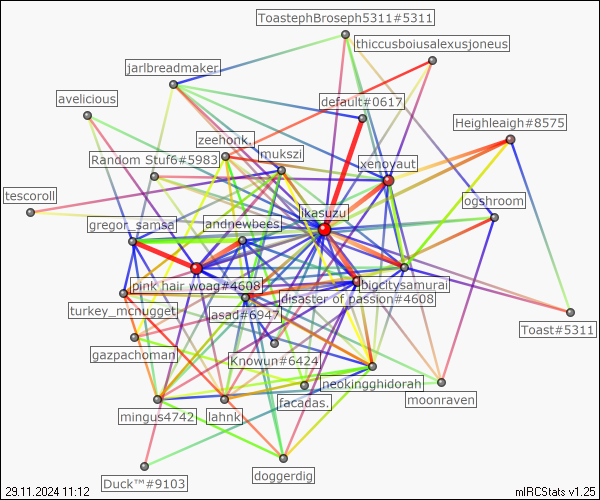 ToastephBroseph5311#5311
thiccusboiusalexusjoneus
jarlbreadmaker
avelicious
default#0617
Heighleaigh#8575
zeehonk.
mukszi
Random Stuf6#5983
xenovaut
tescoroll
ogshroom
ikasuzu
gregor_samsa
andnewbees
pink hair woag#4608
bigcitysamurai
disaster of passion#4608
turkey_mcnugget
asad#6947
Toast#5311
gazpachoman
Knowun#6424
neokingghidorah
moonraven
facadas.
mingus4742
lahnk
doggerdig
Duck™#9103
29.11.2024 11:12
mIRCStats v1.25